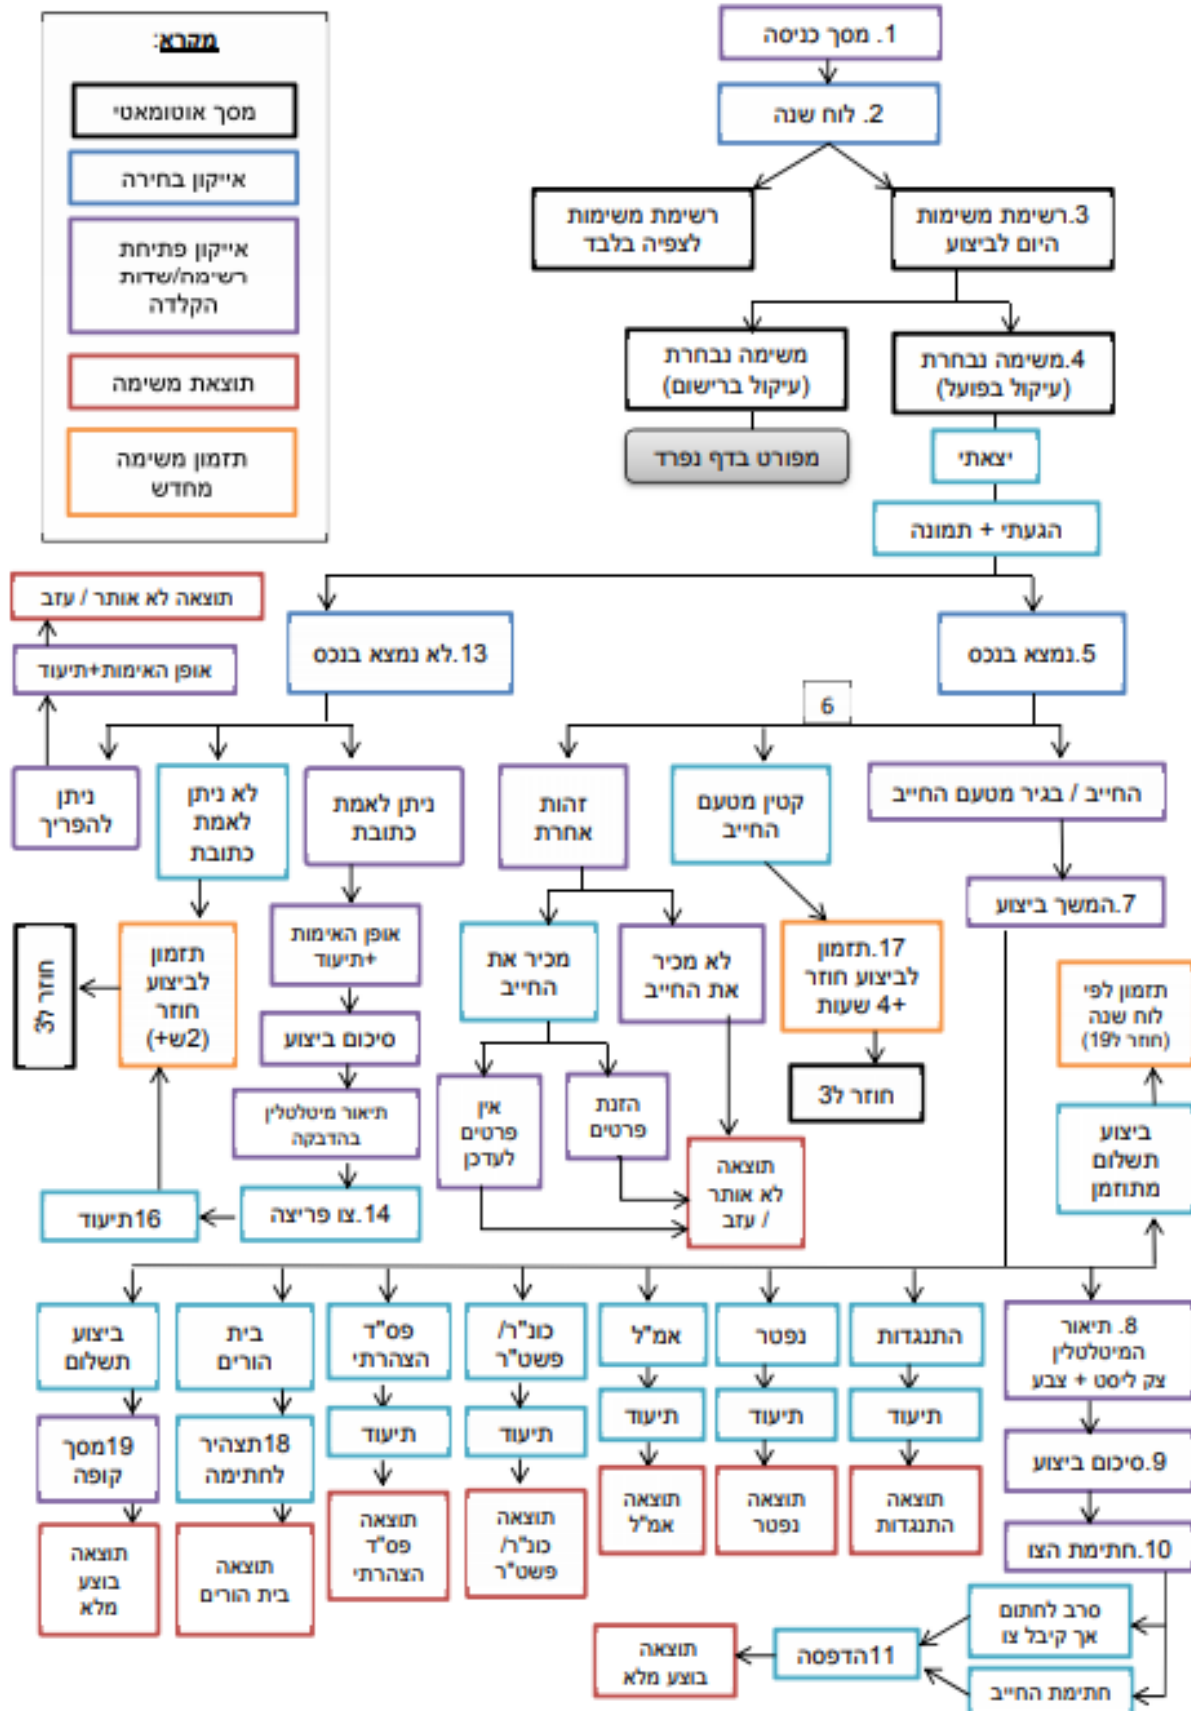 מקרא:
מסך אוטומאטי
אייקון בחירה
אייקון פתיחת
רשימה/שדות
הקלדה
תוצאת משימה
תזמון משימה
מחדש
1. מסך כניסה
2. לוח שנה
3.רשימת משימות
היום לביצוע
רשימת משימות
לצפיה בלבד
4.משימה נבחרת
(עיקול בפועל)
משימה נבחרת
(עיקול ברישום)
מפורט בדף נפרד
יצאתי
הגעתי + תמונה
5.נמצא בנכס
13.לא נמצא בנכס
תוצאה לא אותר / עזב
אופן האימות+תיעוד
6
החייב / בגיר מטעם החייב
קטין מטעם
החייב
זהות
אחרת
ניתן לאמת
כתובת
לא ניתן
לאמת
כתובת
ניתן
להפריך
7.המשך ביצוע
17.תזמון
לביצוע חוזר
+4 שעות
חוזר ל3
לא מכיר
את החייב
מכיר את
החייב
הזנת
פרטים
אין
פרטים
לעדכן
תוצאה
לא אותר
/ עזב
אופן האימות
+תיעוד
סיכום ביצוע
תיאור מיטלטלין
בהדבקה
14.צו פריצה
16תיעוד
תזמון
לביצוע
חוזר
(2ש+)
חוזר ל3
תזמון לפי
לוח שנה
(חוזר ל19)
ביצוע
תשלום
מתוזמן
8. תיאור
המיטלטלין
צק ליסט + צבע
9.סיכום ביצוע
10.חתימת הצו
סרב לחתום
אך קיבל צו
חתימת החייב
11הדפסה
תוצאה
בוצע מלא
התנגדות
תיעוד
תוצאה
התנגדות
נפטר
תיעוד
תוצאה
נפטר
אמ"ל
תיעוד
תוצאה
אמ"ל
כונ"ר/
פשט"ר
תיעוד
תוצאה
כונ"ר/
פשט"ר
פס"ד
הצהרתי
תיעוד
תוצאה
פס"ד
הצהרתי
בית
הורים
18תצהיר
לחתימה
תוצאה
בית הורים
ביצוע
תשלום
19מסך
קופה
תוצאה
בוצע
מלא